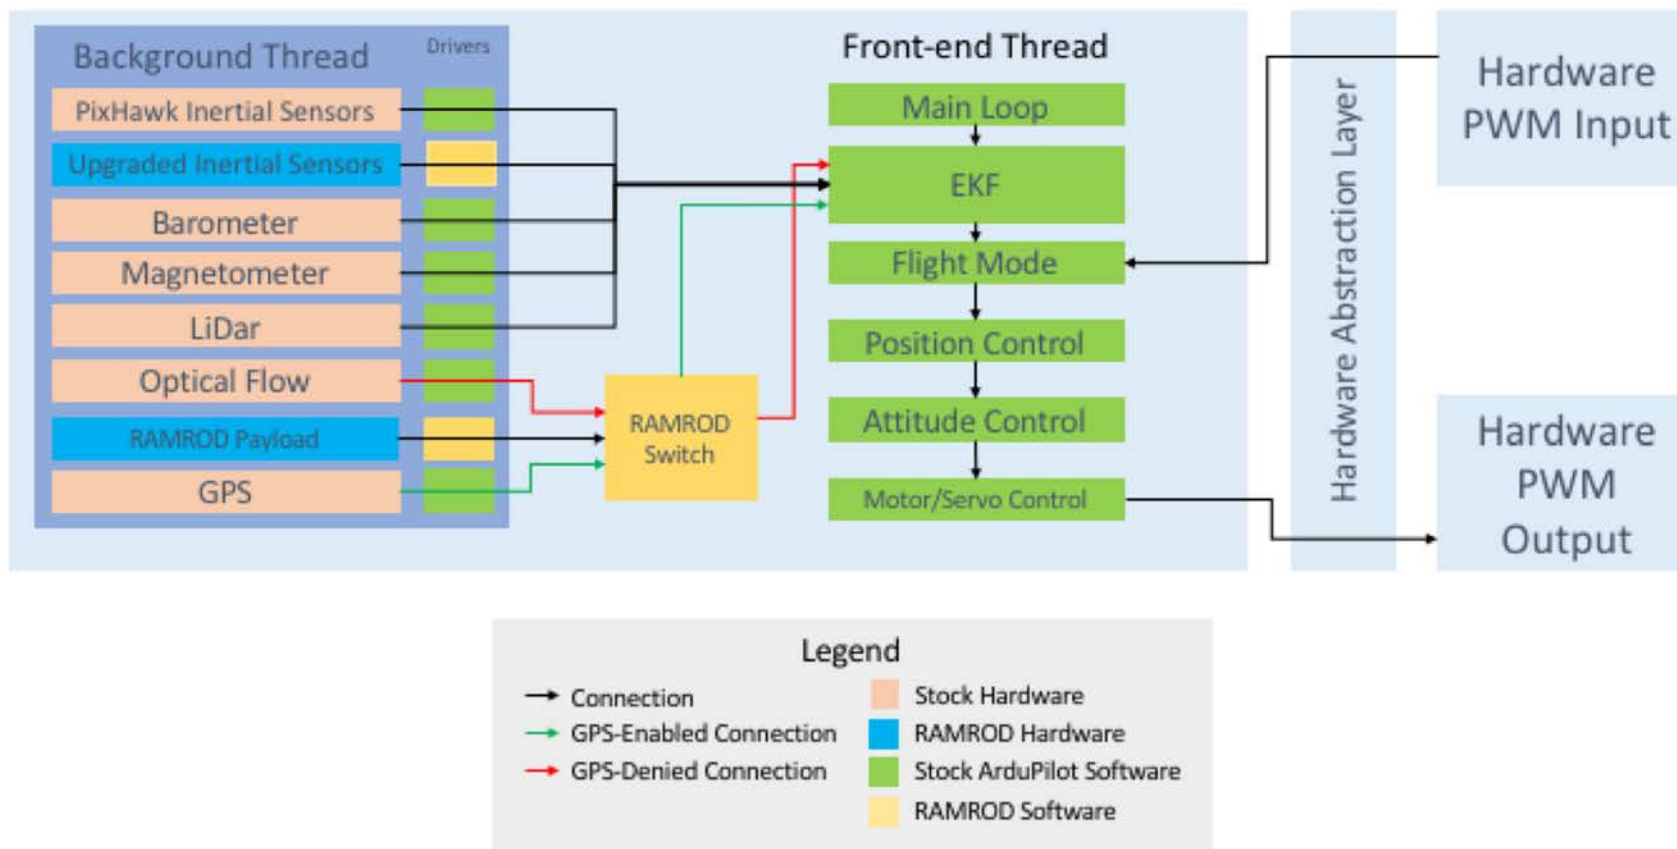 Background Thread
Drivers
PixHawk Inertial Sensors
Upgraded Inertial Sensors
Barometer
Magnetometer
LiDar
Optical Flow
RAMROD Payload
GPS
RAMROD
Switch
Front-end Thread
Main Loop
EKF
Flight Mode
Position Control
Attitude Control
Motor/Servo Control
Hardware Abstraction Layer
Hardware
PWM Input
Hardware
PWM
Output
Legend
Connection
GPS-Enabled Connection
GPS-Denied Connection
Stock Hardware
RAMROD Hardware
Stock ArduPilot Software
RAMROD Software